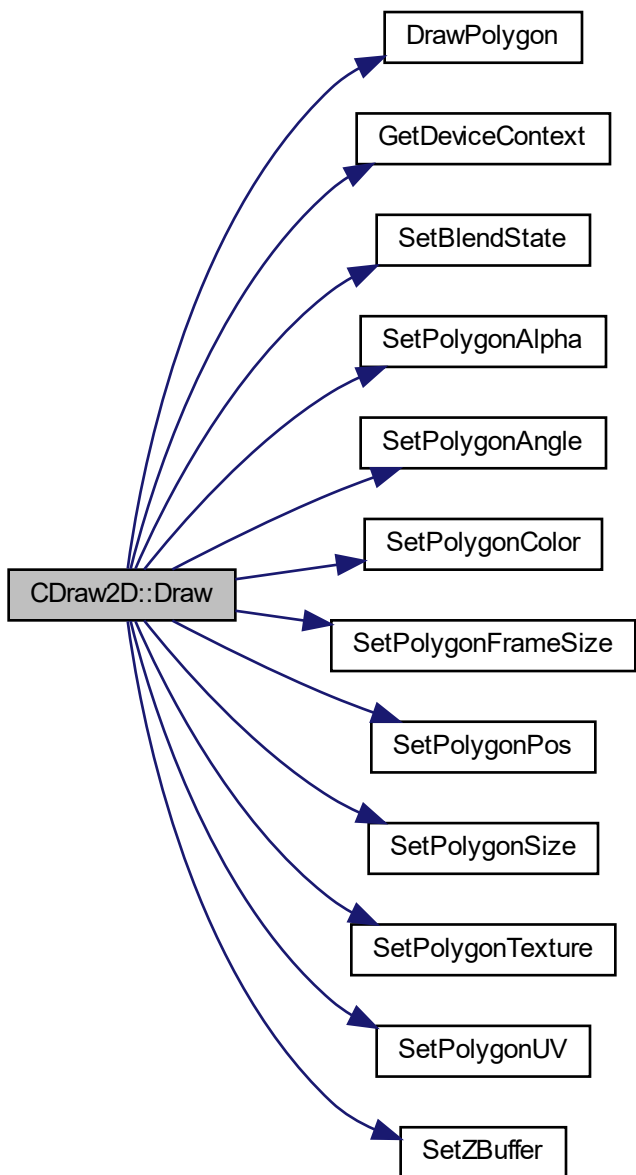 DrawPolygon
GetDeviceContext
SetBlendState
SetPolygonAlpha
SetPolygonAngle
SetPolygonColor
CDraw2D::Draw
SetPolygonFrameSize
SetPolygonPos
SetPolygonSize
SetPolygonTexture
SetPolygonUV
SetZBuffer